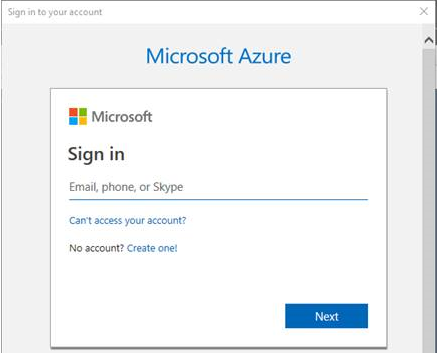 Sign in to your account
Microsoft Azure
Microsoft
Sign in
Email, phone, or Skype
Can't access your account?
No account? Create one!
Next